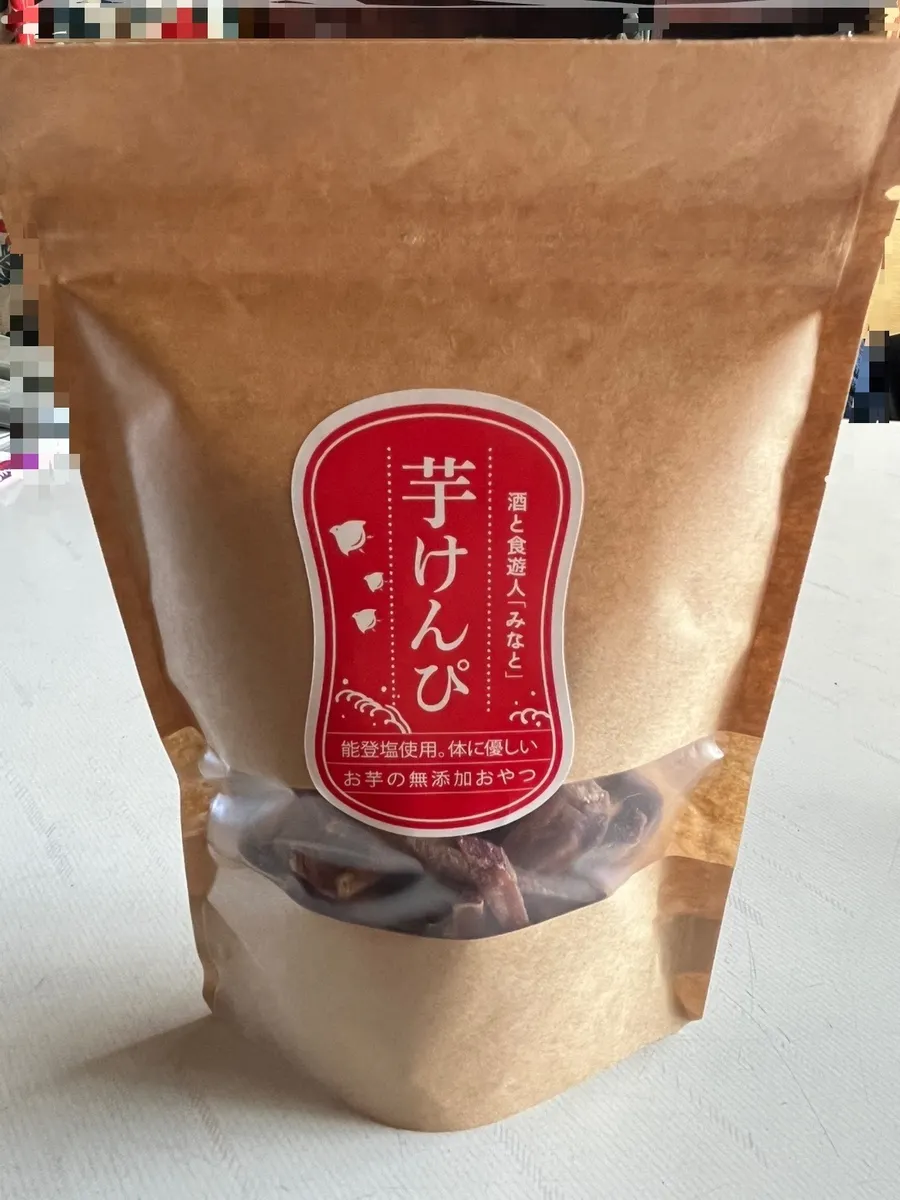 酒と食遊人「みなと」
芋けんぴ
能登塩使用。体に優しい
お芋の無添加おやつ